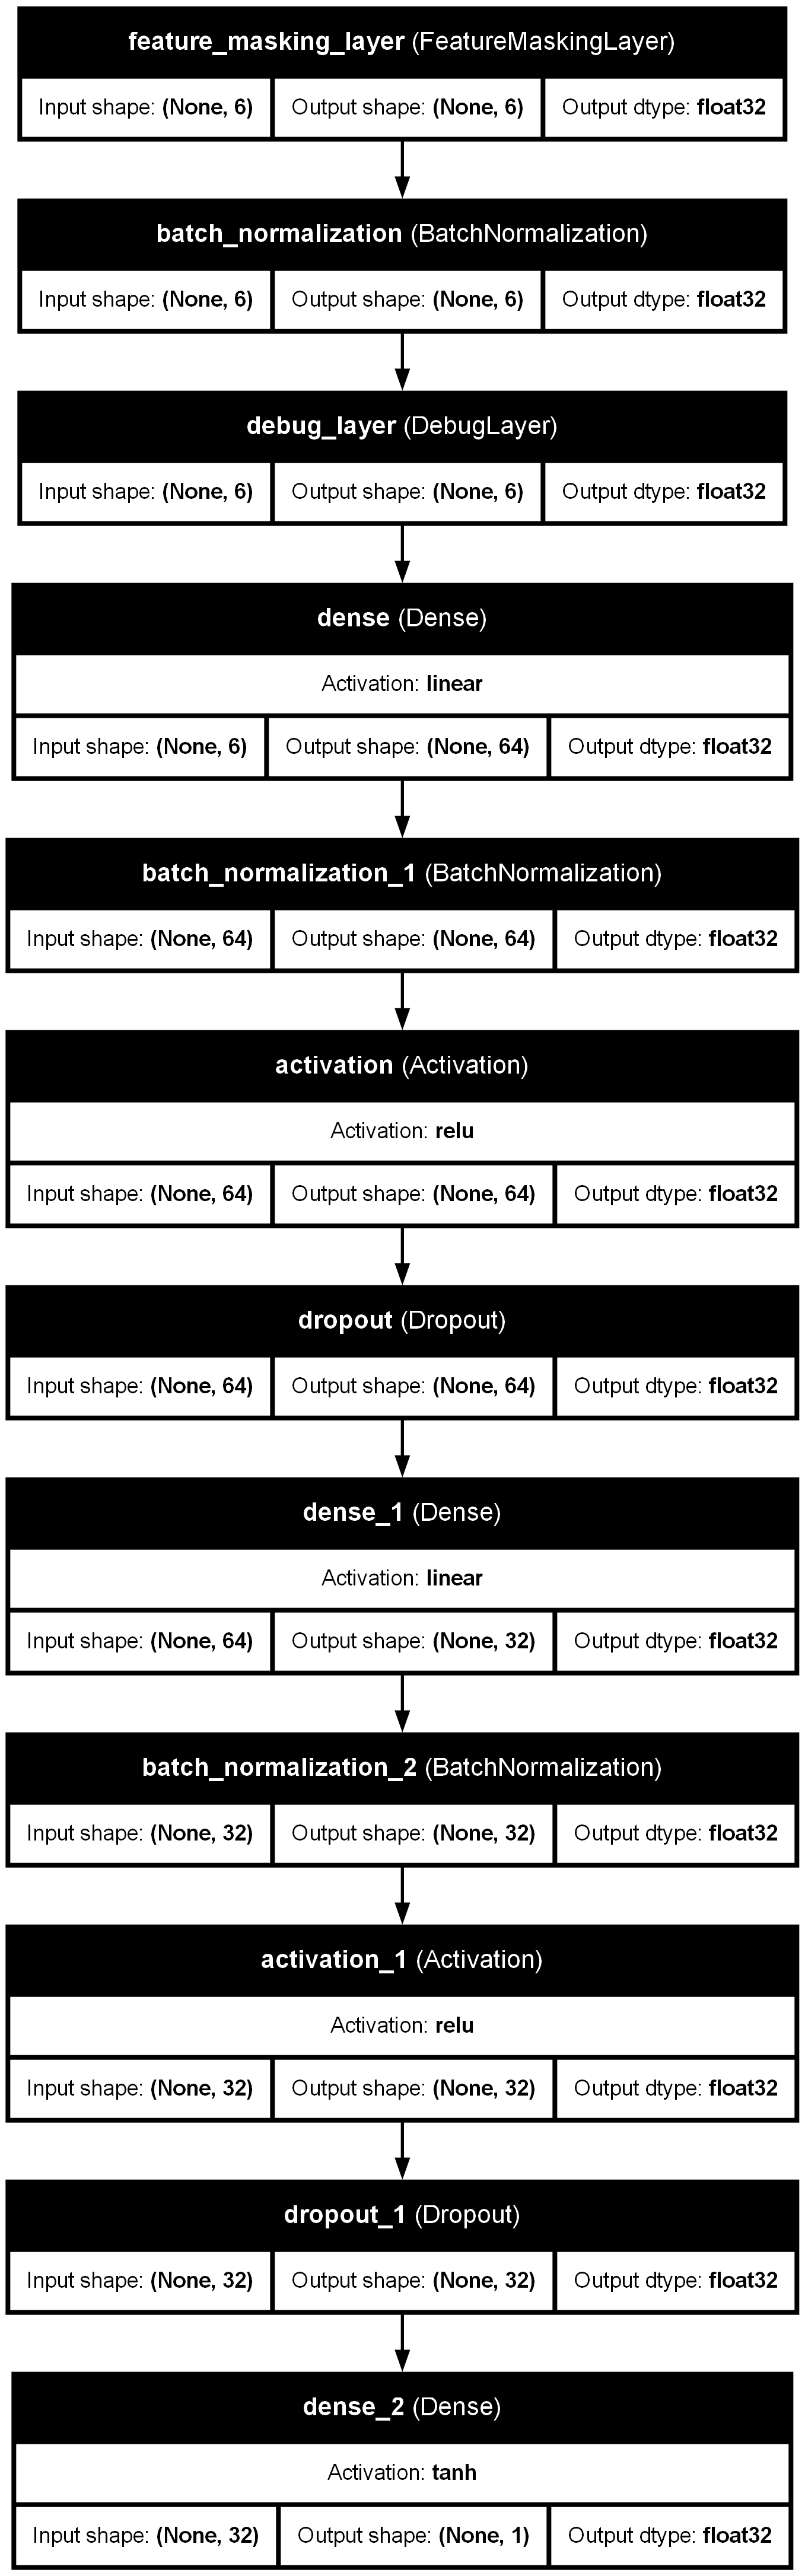 feature_masking_layer (FeatureMaskingLayer)
Input shape: (None, 6) Output shape: (None, 6) Output dtype: float32
batch_normalization (BatchNormalization)
Input shape: (None, 6) Output shape: (None, 6) Output dtype: float32
debug_layer (DebugLayer)
Input shape: (None, 6) Output shape: (None, 6) Output dtype: float32
dense (Dense)
Activation: linear
Input shape: (None, 6) Output shape: (None, 64) Output dtype: float32
batch_normalization_1 (BatchNormalization)
Input shape: (None, 64) Output shape: (None, 64) Output dtype: float32
activation (Activation)
Activation: relu
Input shape: (None, 64) Output shape: (None, 64) Output dtype: float32
dropout (Dropout)
Input shape: (None, 64) Output shape: (None, 64) Output dtype: float32
dense_1 (Dense)
Activation: linear
Input shape: (None, 64) Output shape: (None, 32) Output dtype: float32
batch_normalization_2 (BatchNormalization)
Input shape: (None, 32) Output shape: (None, 32) Output dtype: float32
activation_1 (Activation)
Activation: relu
Input shape: (None, 32) Output shape: (None, 32) Output dtype: float32
dropout_1 (Dropout)
Input shape: (None, 32) Output shape: (None, 32) Output dtype: float32
dense_2 (Dense)
Activation: tanh
Input shape: (None, 32) Output shape: (None, 1) Output dtype: float32